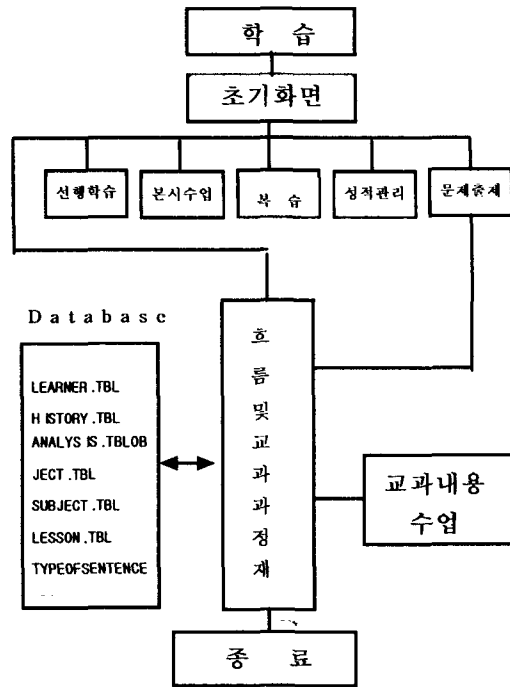 학 습
초기화면
선행학습 본시수업 복 습 성적관리 문제출제
Database
LEARNER.TBL
HISTORY.TBL
ANALYSIS.TBLOB
JECT.TBL
SUBJECT.TBL
LESSON.TBL
TYPEOFSENTENCE
흐
름
및
교
과
과
정
재
교과내용
수업
종 료